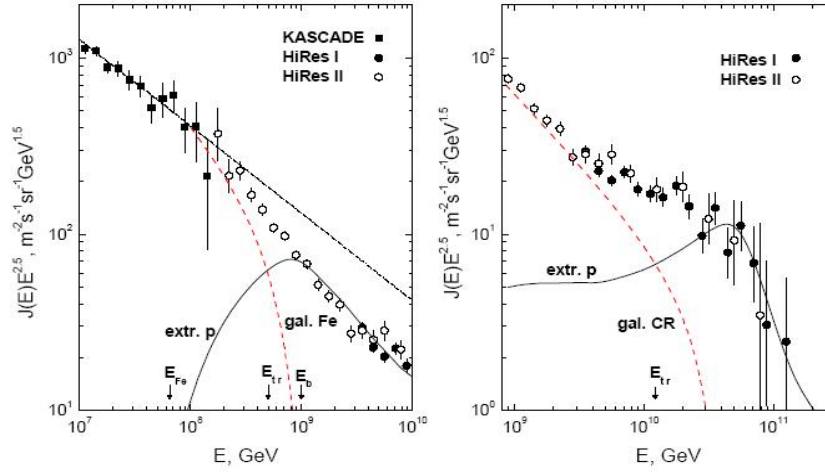 KASCADE
HiRes I
HiRes II
J(E)E^2.5, m^-2s^-1sr^-1GeV^1.5
10^3
10^2
10^1
extr. p
gal. Fe
E_Fe
E_tr
E_b
10^7 10^8 10^9 10^10
E, GeV
HiRes I
HiRes II
J(E)E^2.5, m^-2s^-1sr^-1GeV^1.5
10^2
10^1
10^0
extr. p
gal. CR
E_tr
10^9 10^10 10^11
E, GeV